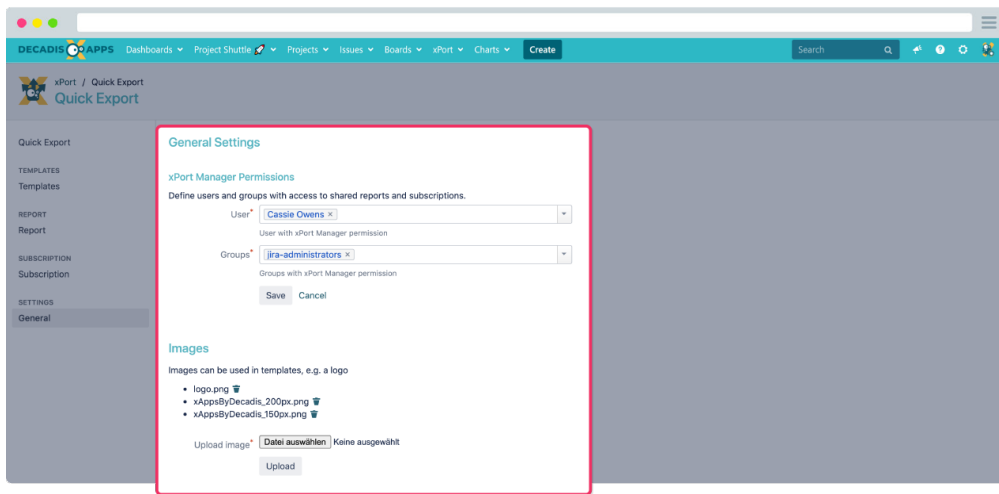 DECADIS APPS Dashboards Project Shuttle Projects Issues Boards xPort Charts Create Search
xPort / Quick Export
Quick Export
Quick Export
TEMPLATES
Templates
REPORT
Report
SUBSCRIPTION
Subscription
SETTINGS
General
General Settings
xPort Manager Permissions
Define users and groups with access to shared reports and subscriptions.
User* Cassie Owens ×
User with xPort Manager permission
Groups* jira-administrators ×
Groups with xPort Manager permission
Save Cancel
Images
Images can be used in templates, e.g. a logo
• logo.png
• xAppsByDecadis_200px.png
• xAppsByDecadis_150px.png
Upload image* Datei auswählen Keine ausgewählt
Upload